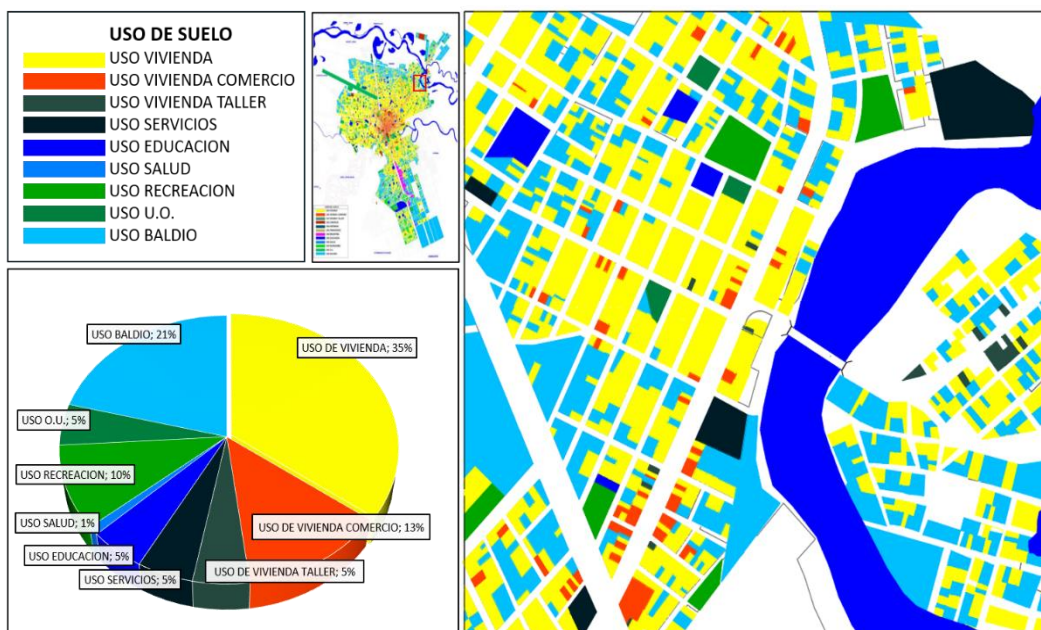 USO DE SUELO
USO VIVIENDA
USO VIVIENDA COMERCIO
USO VIVIENDA TALLER
USO SERVICIOS
USO EDUCACION
USO SALUD
USO RECREACION
USO U.O.
USO BALDIO
USO BALDIO; 21%
USO DE VIVIENDA; 35%
USO O.U.; 5%
USO RECREACION; 10%
USO SALUD; 1%
USO DE VIVIENDA COMERCIO; 13%
USO EDUCACION; 5%
USO DE VIVIENDA TALLER; 5%
USO SERVICIOS; 5%